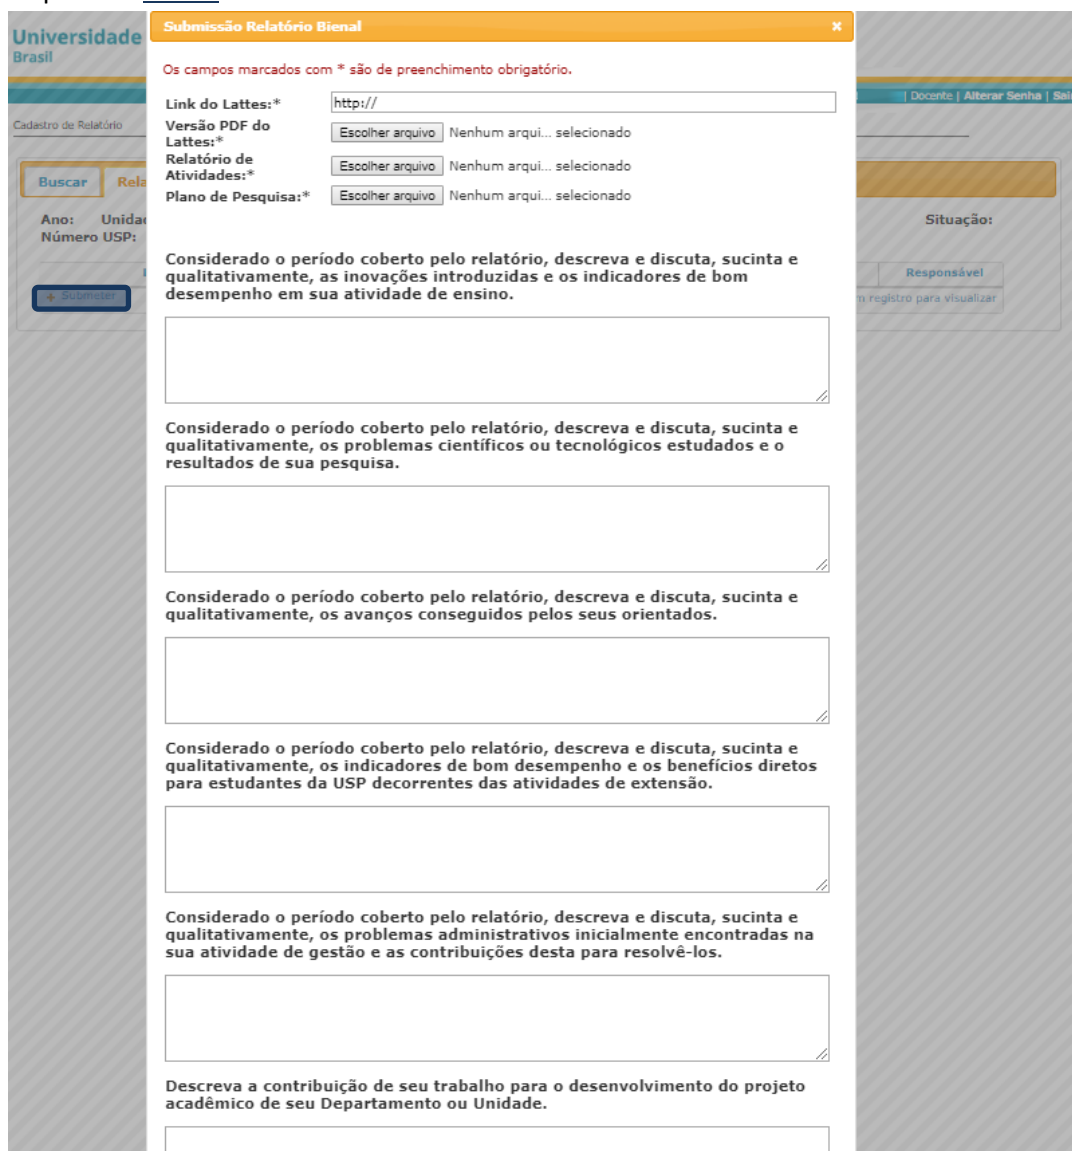 Universidade
Brasil
Submissão Relatório Bienal
Os campos marcados com * são de preenchimento obrigatório.
| Docente | Alterar Senha | Sair
Cadastro de Relatório
Link do Lattes:* http://
Versão PDF do
Lattes:*
Escolher arquivo Nenhum arqui... selecionado
Relatório de
Atividades:*
Escolher arquivo Nenhum arqui... selecionado
Plano de Pesquisa:* Escolher arquivo Nenhum arqui... selecionado
Buscar Rela
Ano: Unidad Situação:
Número USP:
Responsável
+ Submeter
m registro para visualizar
Considerado o período coberto pelo relatório, descreva e discuta, sucinta e
qualitativamente, as inovações introduzidas e os indicadores de bom
desempenho em sua atividade de ensino.
Considerado o período coberto pelo relatório, descreva e discuta, sucinta e
qualitativamente, os problemas científicos ou tecnológicos estudados e o
resultados de sua pesquisa.
Considerado o período coberto pelo relatório, descreva e discuta, sucinta e
qualitativamente, os avanços conseguidos pelos seus orientados.
Considerado o período coberto pelo relatório, descreva e discuta, sucinta e
qualitativamente, os indicadores de bom desempenho e os benefícios diretos
para estudantes da USP decorrentes das atividades de extensão.
Considerado o período coberto pelo relatório, descreva e discuta, sucinta e
qualitativamente, os problemas administrativos inicialmente encontradas na
sua atividade de gestão e as contribuições desta para resolvê-los.
Descreva a contribuição de seu trabalho para o desenvolvimento do projeto
acadêmico de seu Departamento ou Unidade.